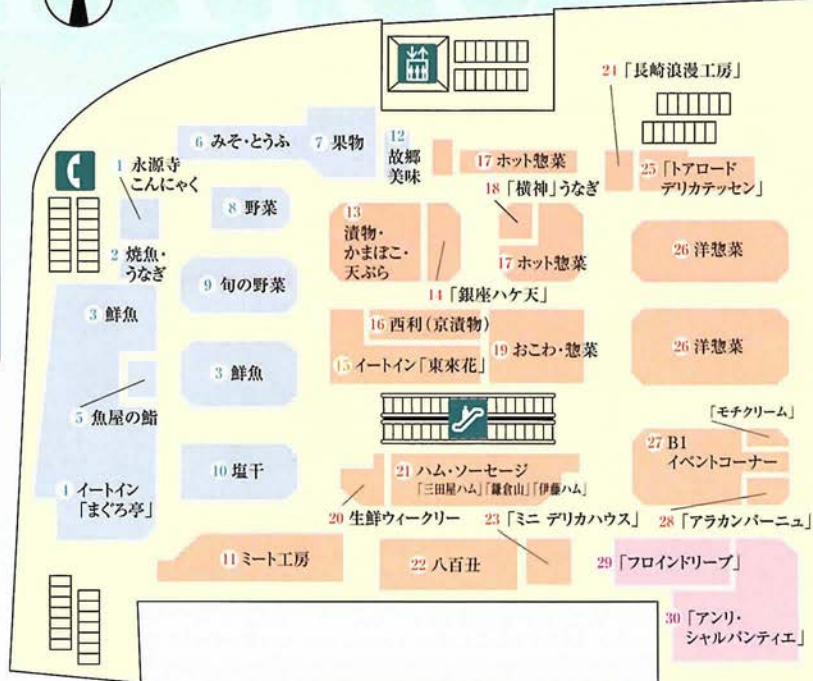 24「長崎浪漫工房」
1 永源寺
こんにゃく
6 みそ・とうふ
7 果物
12
故郷
美味
17 ホット惣菜
25「トアロード
デリカテッセン」
18「横神」うなぎ
8 野菜
13
漬物・
かまぼこ・
天ぷら
2 焼魚・
うなぎ
17 ホット惣菜
26 洋惣菜
9 旬の野菜
14「銀座ハケ天」
3 鮮魚
16 西利(京漬物)
15 イートイン「東來花」
19 おこわ・惣菜
26 洋惣菜
3 鮮魚
5 魚屋の鮨
「モチクリーム」
27 B1
イベントコーナー
10 塩干
21 ハム・ソーセージ
「三田屋ハム」「鎌倉山」「伊藤ハム」
4 イートイン
「まぐろ亭」
20 生鮮ウィークリー
23「ミニ デリカハウス」
28「アラカンパーニュ」
11 ミート工房
22 八百丑
29「フロインドリーブ」
30「アンリ・
シャルパンティエ」